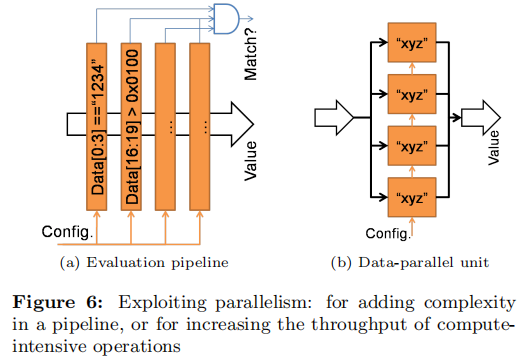 Data[0:3]=="1234"
Data[16:19] > 0x0100
...
...
Match?
Value
Config.
(a) Evaluation pipeline
"xyz"
"xyz"
"xyz"
"xyz"
Value
Config.
(b) Data-parallel unit
Figure 6: Exploiting parallelism: for adding complexity
in a pipeline, or for increasing the throughput of compute-
intensive operations